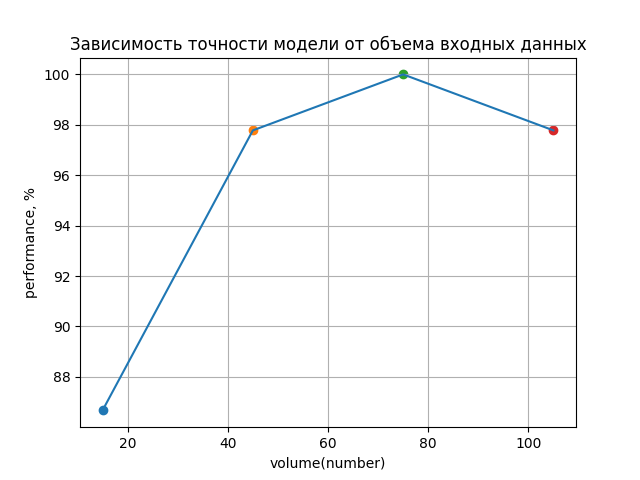 Зависимость точности модели от объема входных данных
100
98
96
94
92
90
88
performance, %
20 40 60 80 100
volume(number)